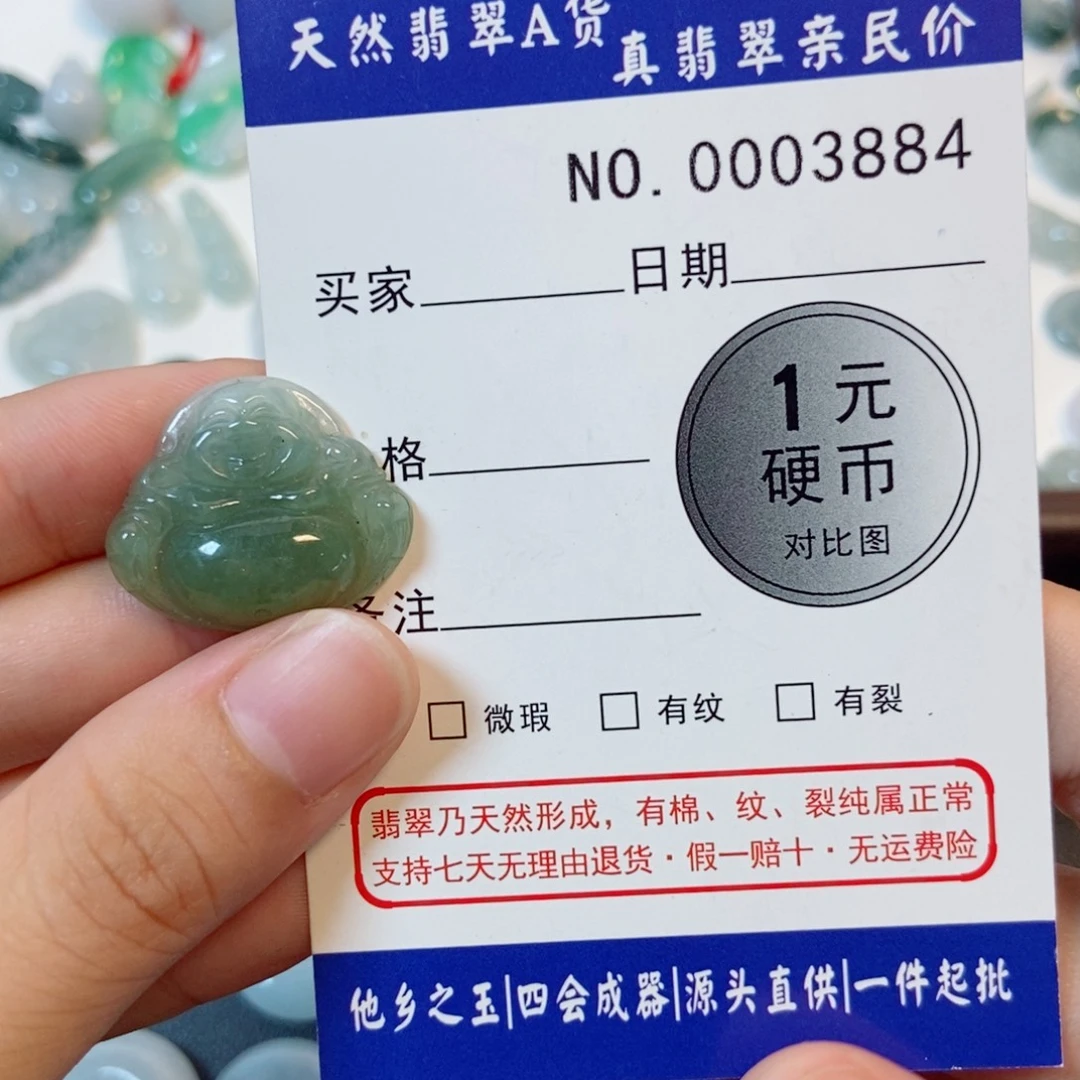 天然翡翠A货
真翡翠亲民价
NO. 0003884
买家 日期
格
1元
硬币
对比图
注
微瑕 有纹 有裂
翡翠乃天然形成，有棉、纹、裂纯属正常
支持七天无理由退货·假一赔十·无运费险
他乡之玉|四会成器|源头直供|一件起批